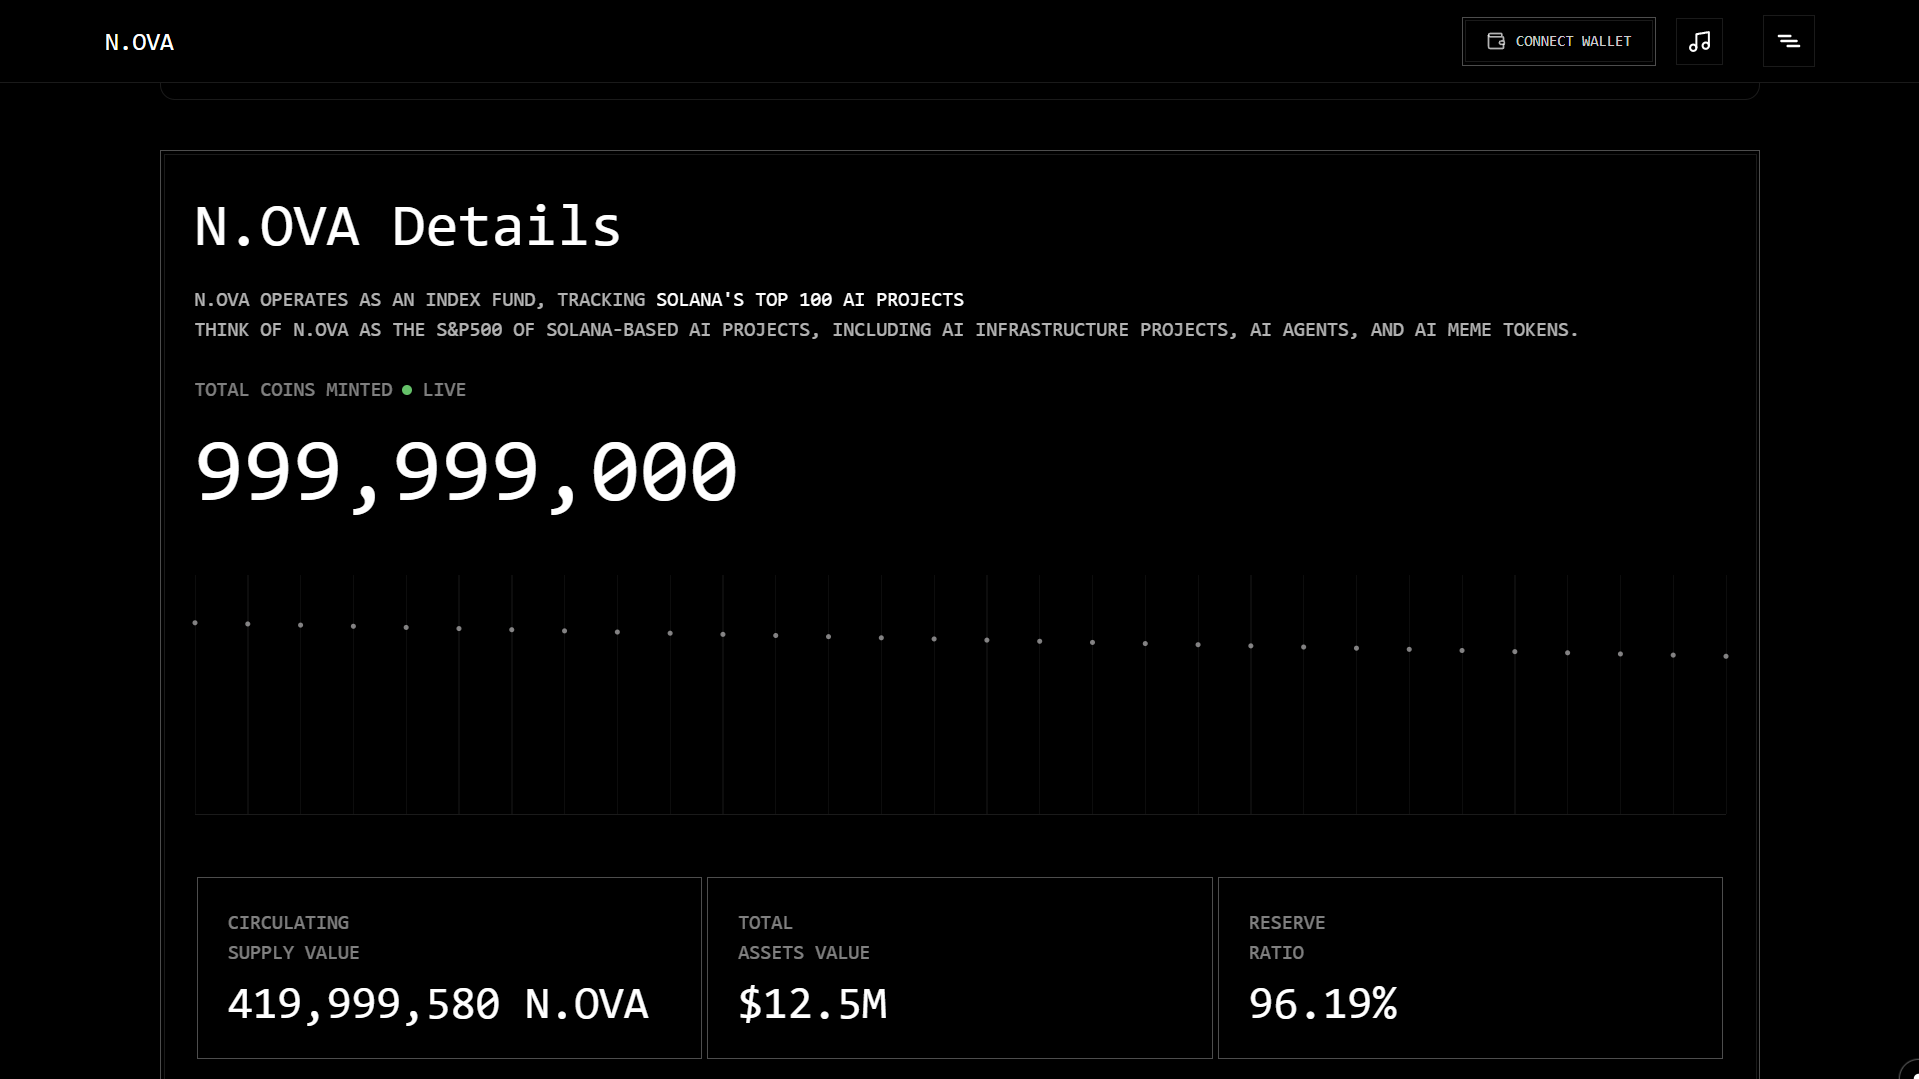 N.OVA
CONNECT WALLET
N.OVA Details
N.OVA OPERATES AS AN INDEX FUND, TRACKING SOLANA'S TOP 100 AI PROJECTS
THINK OF N.OVA AS THE S&P500 OF SOLANA-BASED AI PROJECTS, INCLUDING AI INFRASTRUCTURE PROJECTS, AI AGENTS, AND AI MEME TOKENS.
TOTAL COINS MINTED LIVE
999,999,000
CIRCULATING
SUPPLY VALUE
419,999,580 N.OVA
TOTAL
ASSETS VALUE
$12.5M
RESERVE
RATIO
96.19%